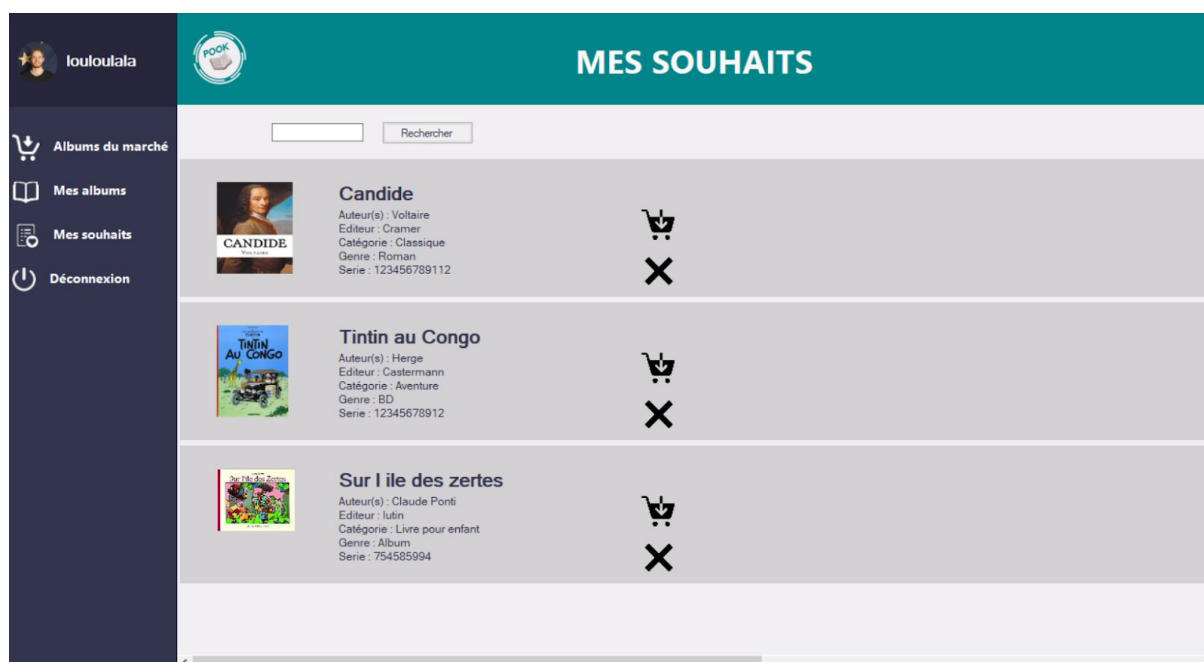 louloulala
POOK
MES SOUHAITS
Albums du marché
Mes albums
Mes souhaits
Déconnexion
Rechercher
CANDIDE
VOLTAIRE
Candide
Auteur(s) : Voltaire
Editeur : Cramer
Catégorie : Classique
Genre : Roman
Serie : 123456789112
TINTIN
AU CONGO
Tintin au Congo
Auteur(s) : Herge
Editeur : Castermann
Catégorie : Aventure
Genre : BD
Serie : 12345678912
Sur l'île des Zertes
Sur l ile des zertes
Auteur(s) : Claude Ponti
Editeur : lutin
Catégorie : Livre pour enfant
Genre : Album
Serie : 754585994